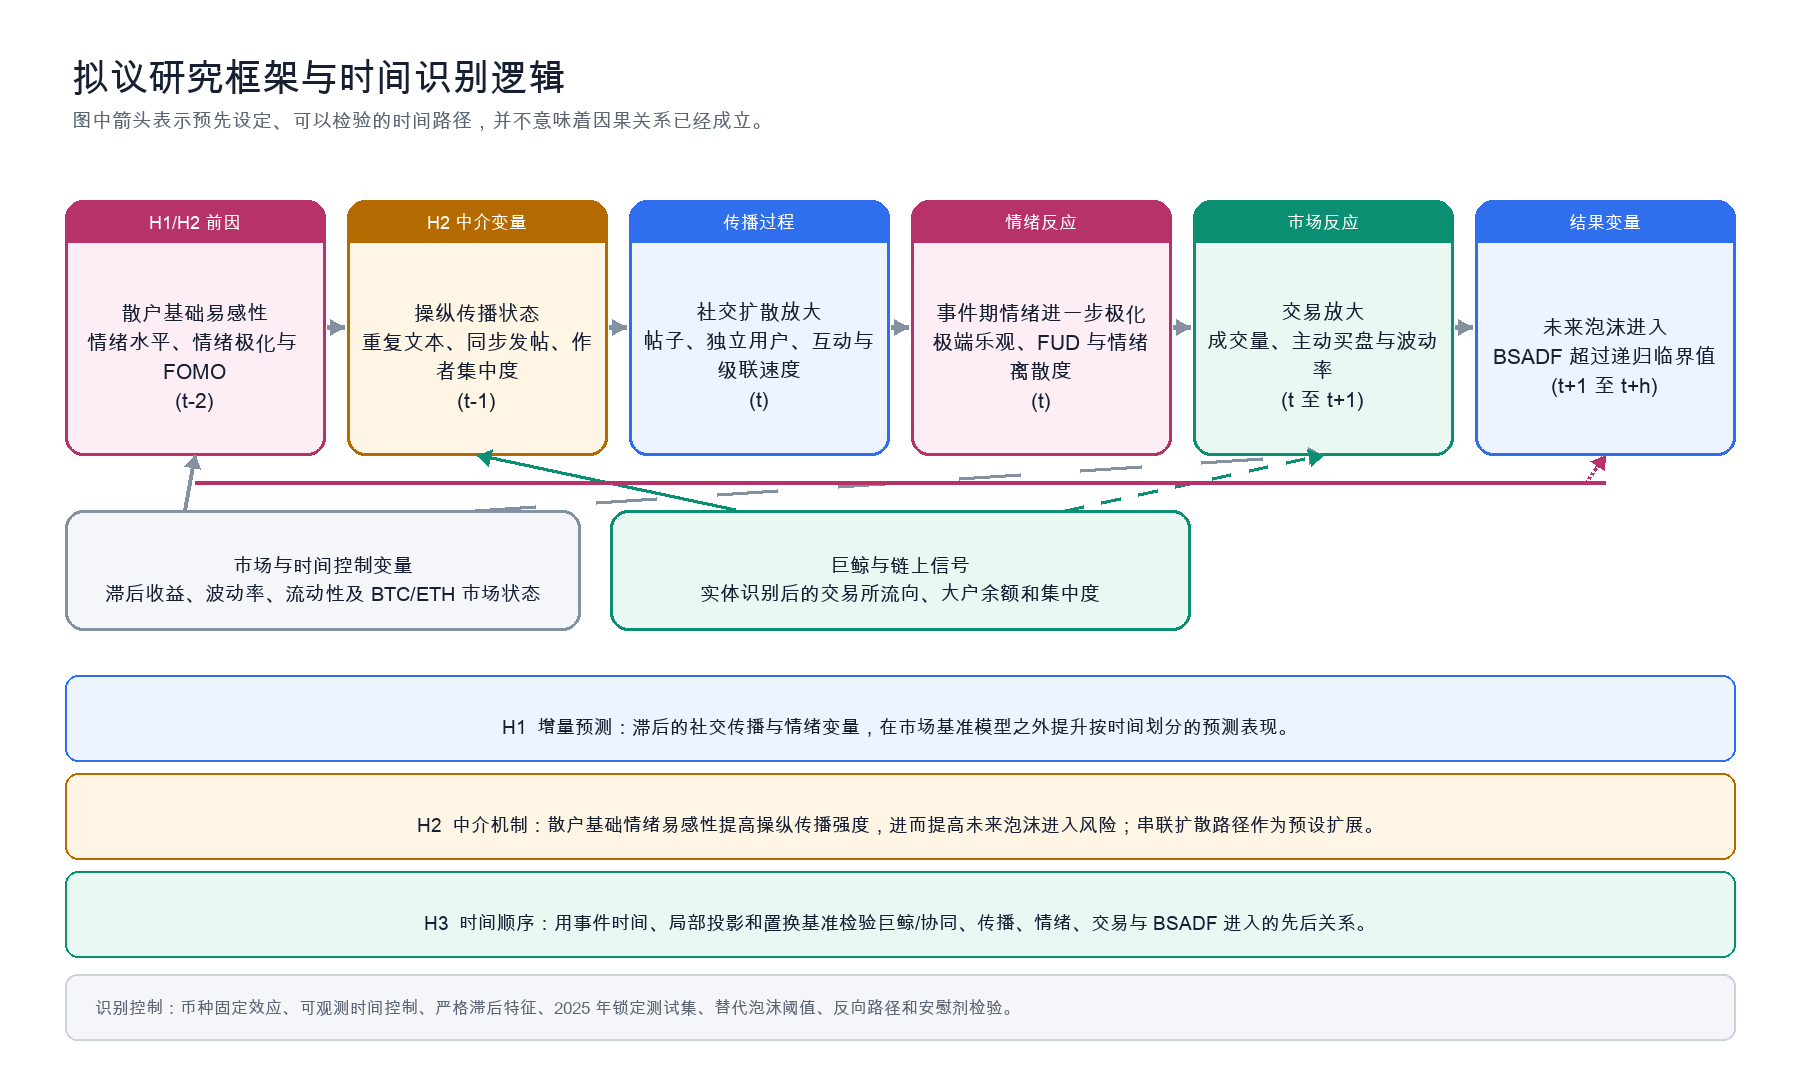 拟议研究框架与时间识别逻辑
图中箭头表示预先设定、可以检验的时间路径，并不意味着因果关系已经成立。
H1/H2 前因
散户基础易感性
情绪水平、情绪极化与
FOMO
(t-2)
H2 中介变量
操纵传播状态
重复文本、同步发帖、作
者集中度
(t-1)
传播过程
社交扩散放大
帖子、独立用户、互动与
级联速度
(t)
情绪反应
事件期情绪进一步极化
极端乐观、FUD 与情绪
离散度
(t)
市场反应
交易放大
成交量、主动买盘与波动
率
(t 至 t+1)
结果变量
未来泡沫进入
BSADF 超过递归临界值
(t+1 至 t+h)
市场与时间控制变量
滞后收益、波动率、流动性及 BTC/ETH 市场状态
巨鲸与链上信号
实体识别后的交易所流向、大户余额和集中度
H1 增量预测：滞后的社交传播与情绪变量，在市场基准模型之外提升按时间划分的预测表现。
H2 中介机制：散户基础情绪易感性提高操纵传播强度，进而提高未来泡沫进入风险；串联扩散路径作为预设扩展。
H3 时间顺序：用事件时间、局部投影和置换基准检验巨鲸/协同、传播、情绪、交易与 BSADF 进入的先后关系。
识别控制：币种固定效应、可观测时间控制、严格滞后特征、2025 年锁定测试集、替代泡沫阈值、反向路径和安慰剂检验。